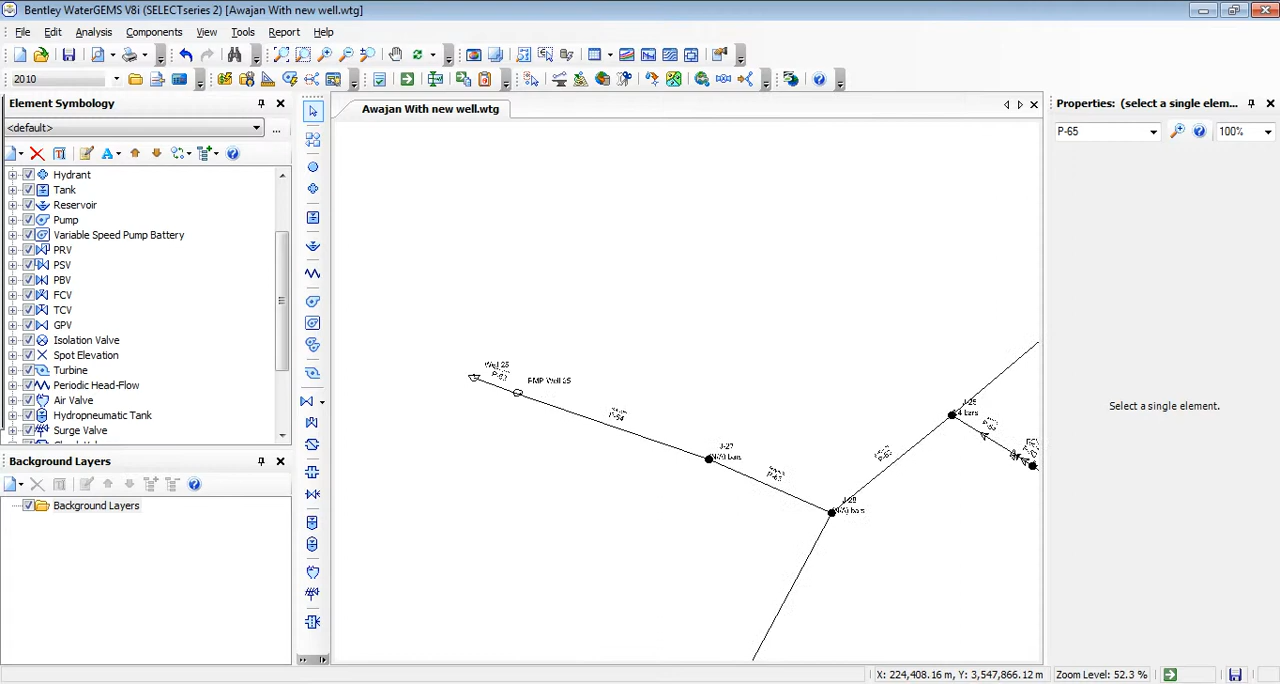 Bentley WaterGEMS V8i (SELECTseries 2) [Awajan With new well.wtg]
File Edit Analysis Components View Tools Report Help
2010
Element Symbology
<default>
...
Hydrant
Tank
Reservoir
Pump
Variable Speed Pump Battery
PRV
PSV
PBV
FCV
TCV
GPV
Isolation Valve
Spot Elevation
Turbine
Periodic Head-Flow
Air Valve
Hydropneumatic Tank
Surge Valve
Background Layers
Background Layers
Awajan With new well.wtg
Well 25
PMP Well 25
J-27
(N/A) bars
(N/A) bars
J-25
Properties: (select a single elem...
P-65
100%
Select a single element.
X: 224,408.16 m, Y: 3,547,866.12 m
Zoom Level: 52.3 %